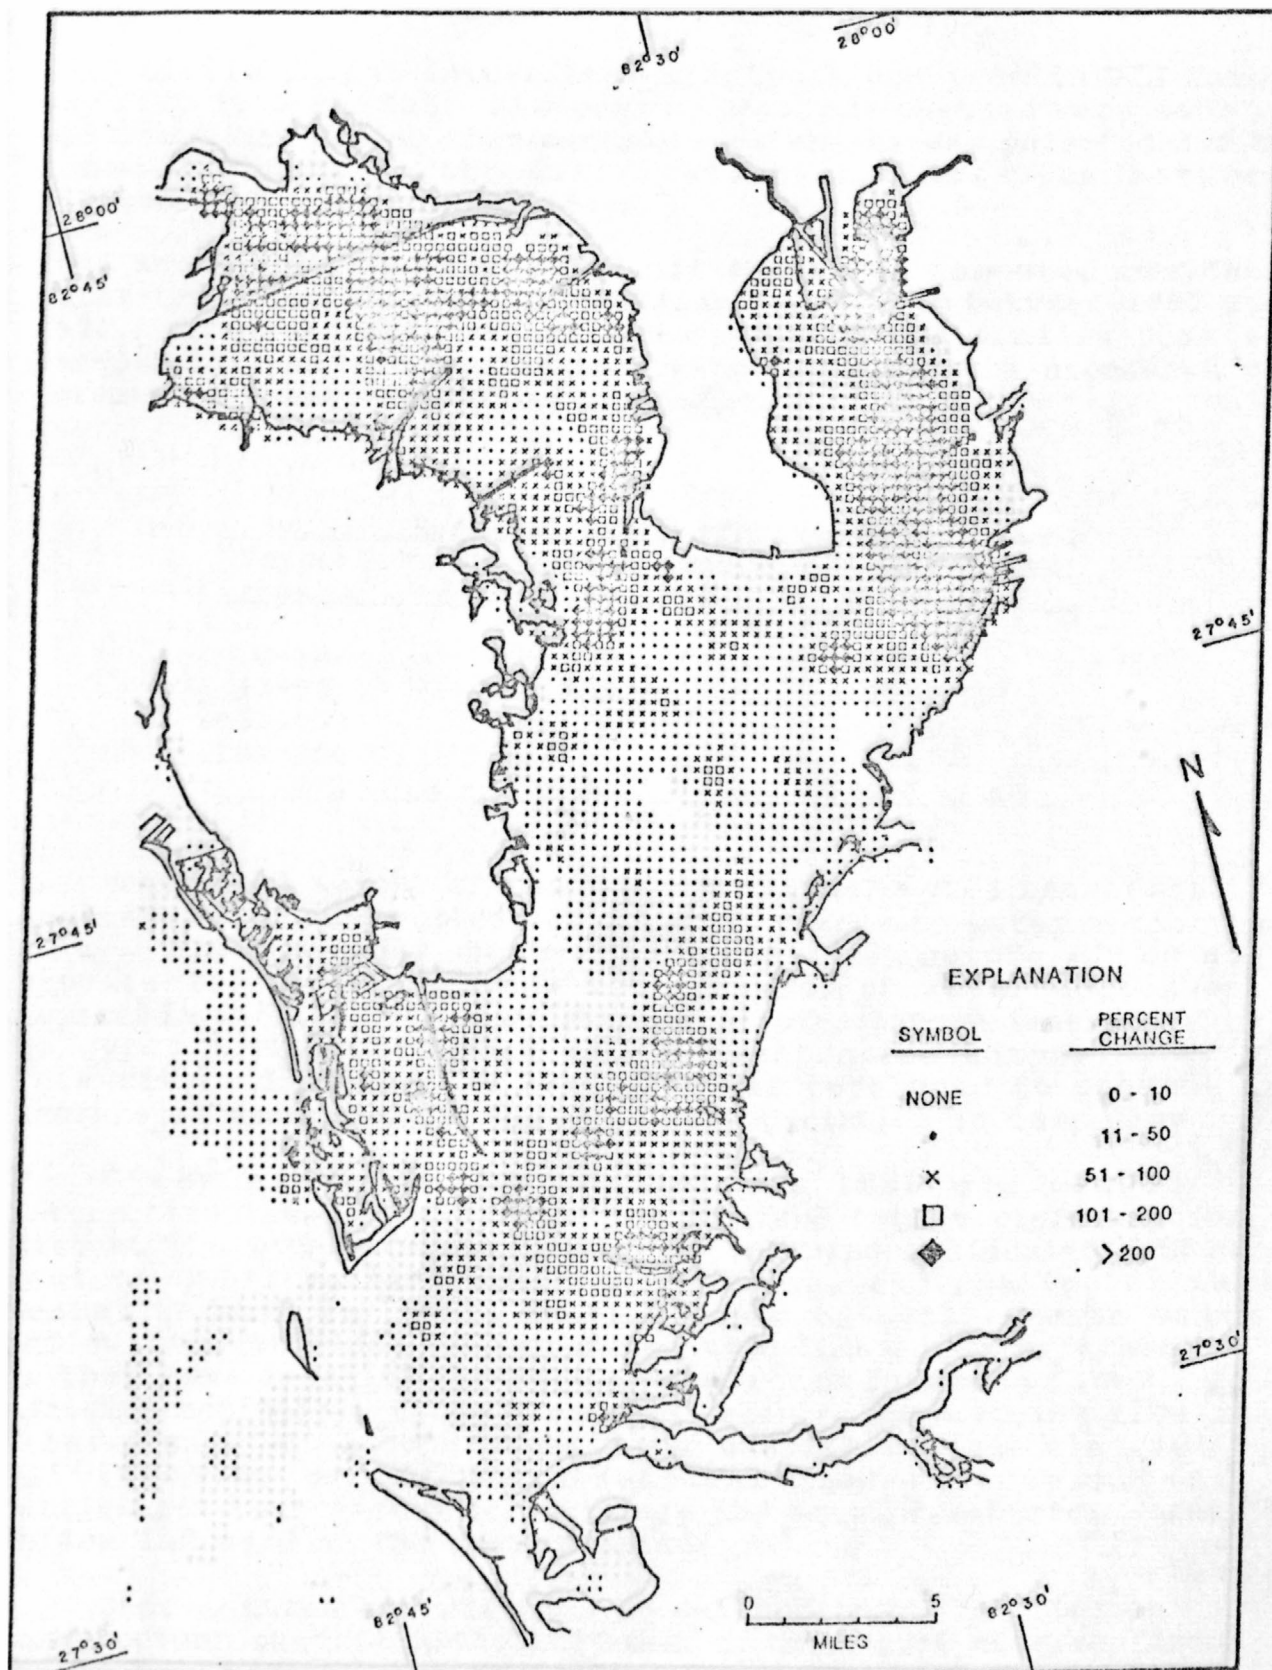 82°30'
28°00'
28°00'
82°45'
27°45'
N
27°45'
EXPLANATION
SYMBOL PERCENT CHANGE
NONE 0 - 10
• 11 - 50
× 51 - 100
□ 101 - 200
◆ >200
27°30'
0 5
MILES
82°45'
82°30'
27°30'